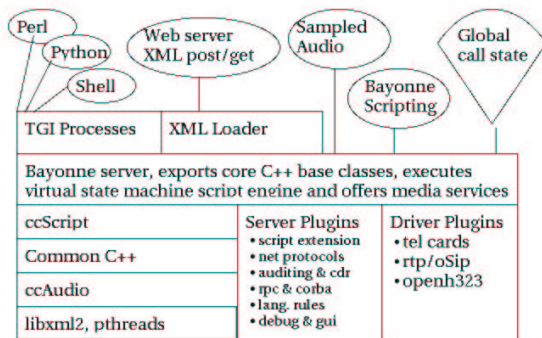 Perl
Python
Shell
Web server
XML post/get
Sampled
Audio
Bayonne
Scripting
Global
call state
TGI Processes
XML Loader
Bayonne server, exports core C++ base classes, executes
virtual state machine script engine and offers media services
ccScript
Common C++
ccAudio
libxml2, pthreads
Server Plugins
• script extension
• net protocols
• auditing & cdr
• rpc & corba
• lang. rules
• debug & gui
Driver Plugins
• tel cards
• rtp/oSip
• openh323